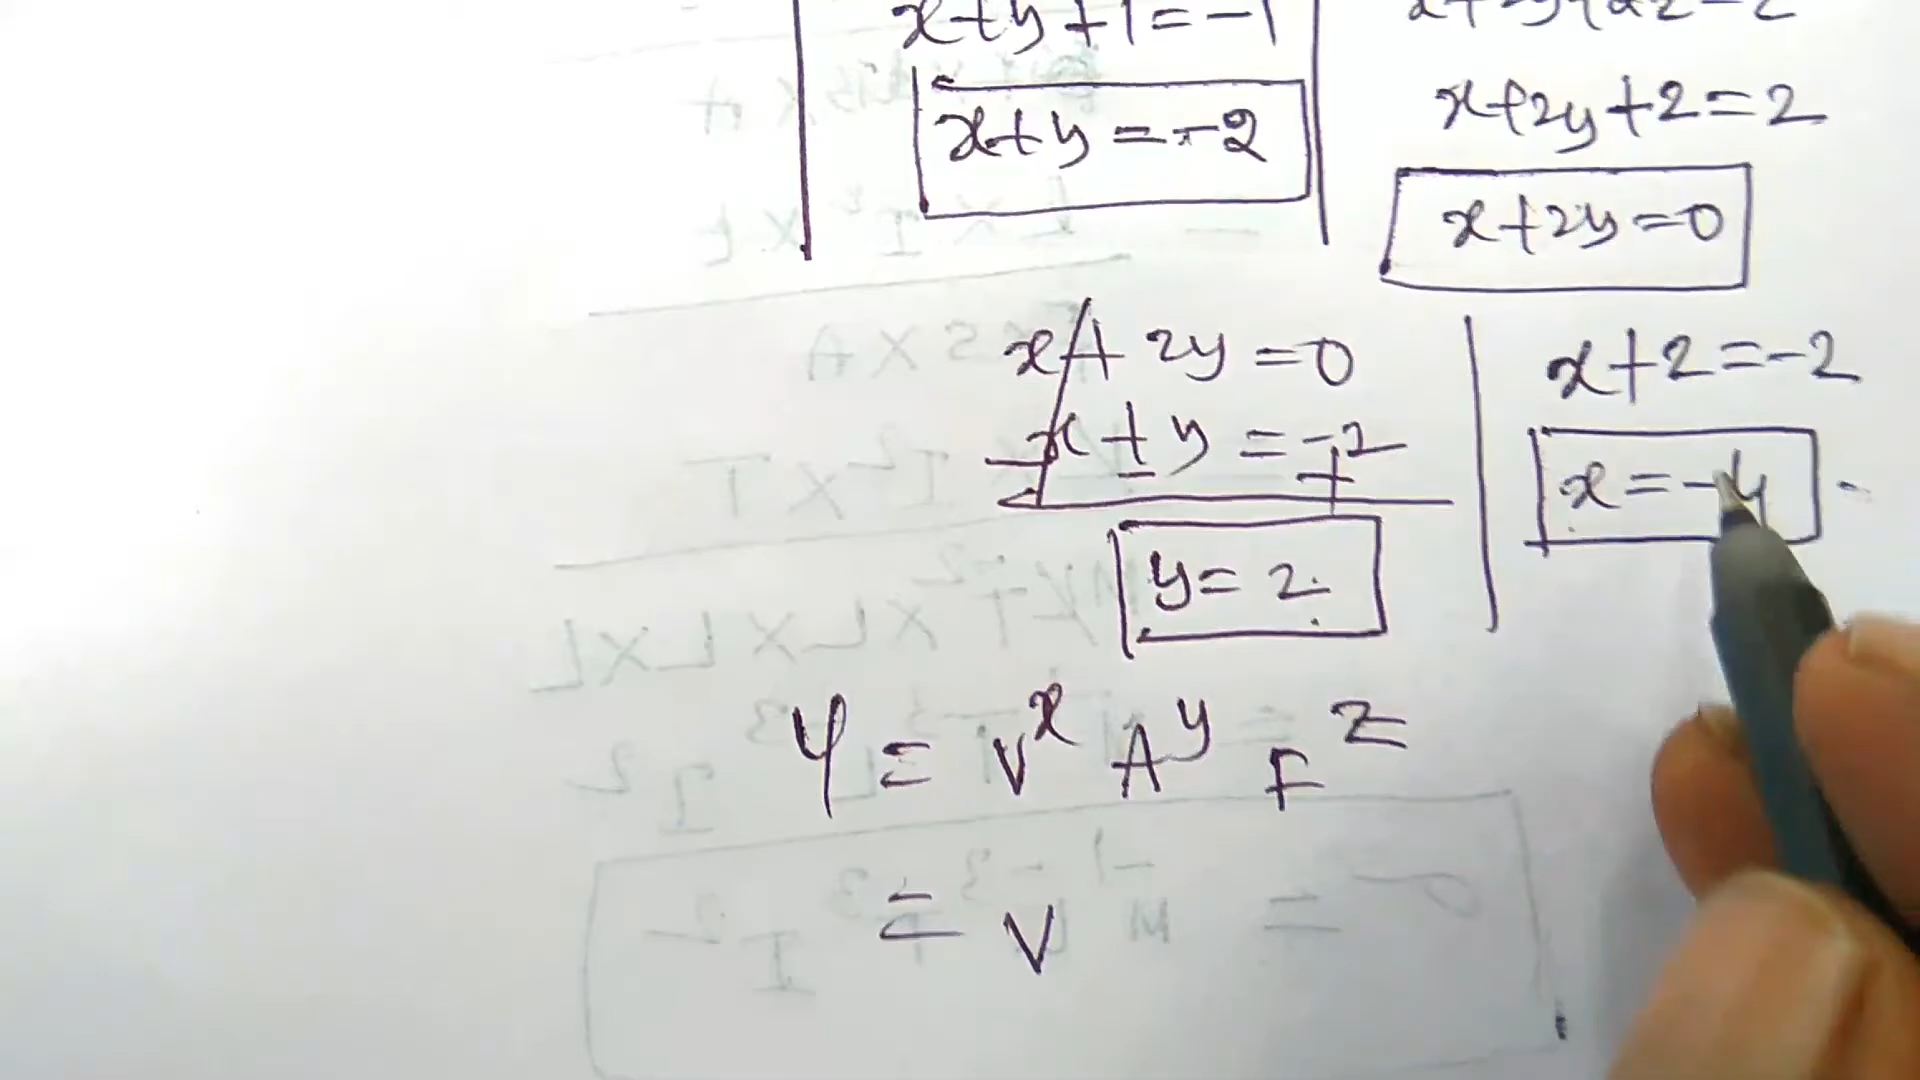 x+y+1=-1
x+y=-2
x+2y+2=2
x+2y=0
x+2y=0
x+y=-2
- - +
y=2
x+2=-2
x=-4
Y = V^x A^y F^z
= V